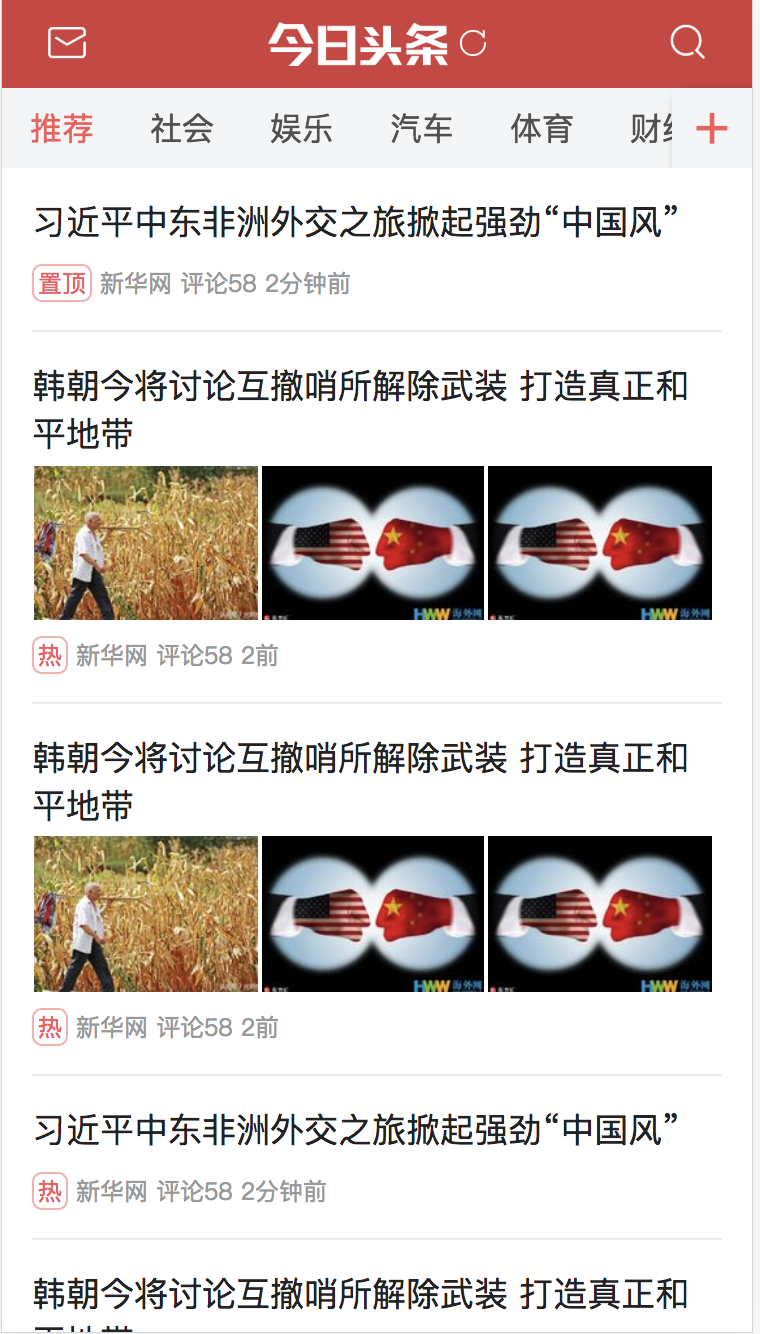 今日头条
推荐 社会 娱乐 汽车 体育 财
习近平中东非洲外交之旅掀起强劲“中国风”
置顶 新华网 评论58 2分钟前
韩朝今将讨论互撤哨所解除武装 打造真正和
平地带
HWW 海外网 HWW 海外网
热 新华网 评论58 2前
韩朝今将讨论互撤哨所解除武装 打造真正和
平地带
HWW 海外网 HWW 海外网
热 新华网 评论58 2前
习近平中东非洲外交之旅掀起强劲“中国风”
热 新华网 评论58 2分钟前
韩朝今将讨论互撤哨所解除武装 打造真正和